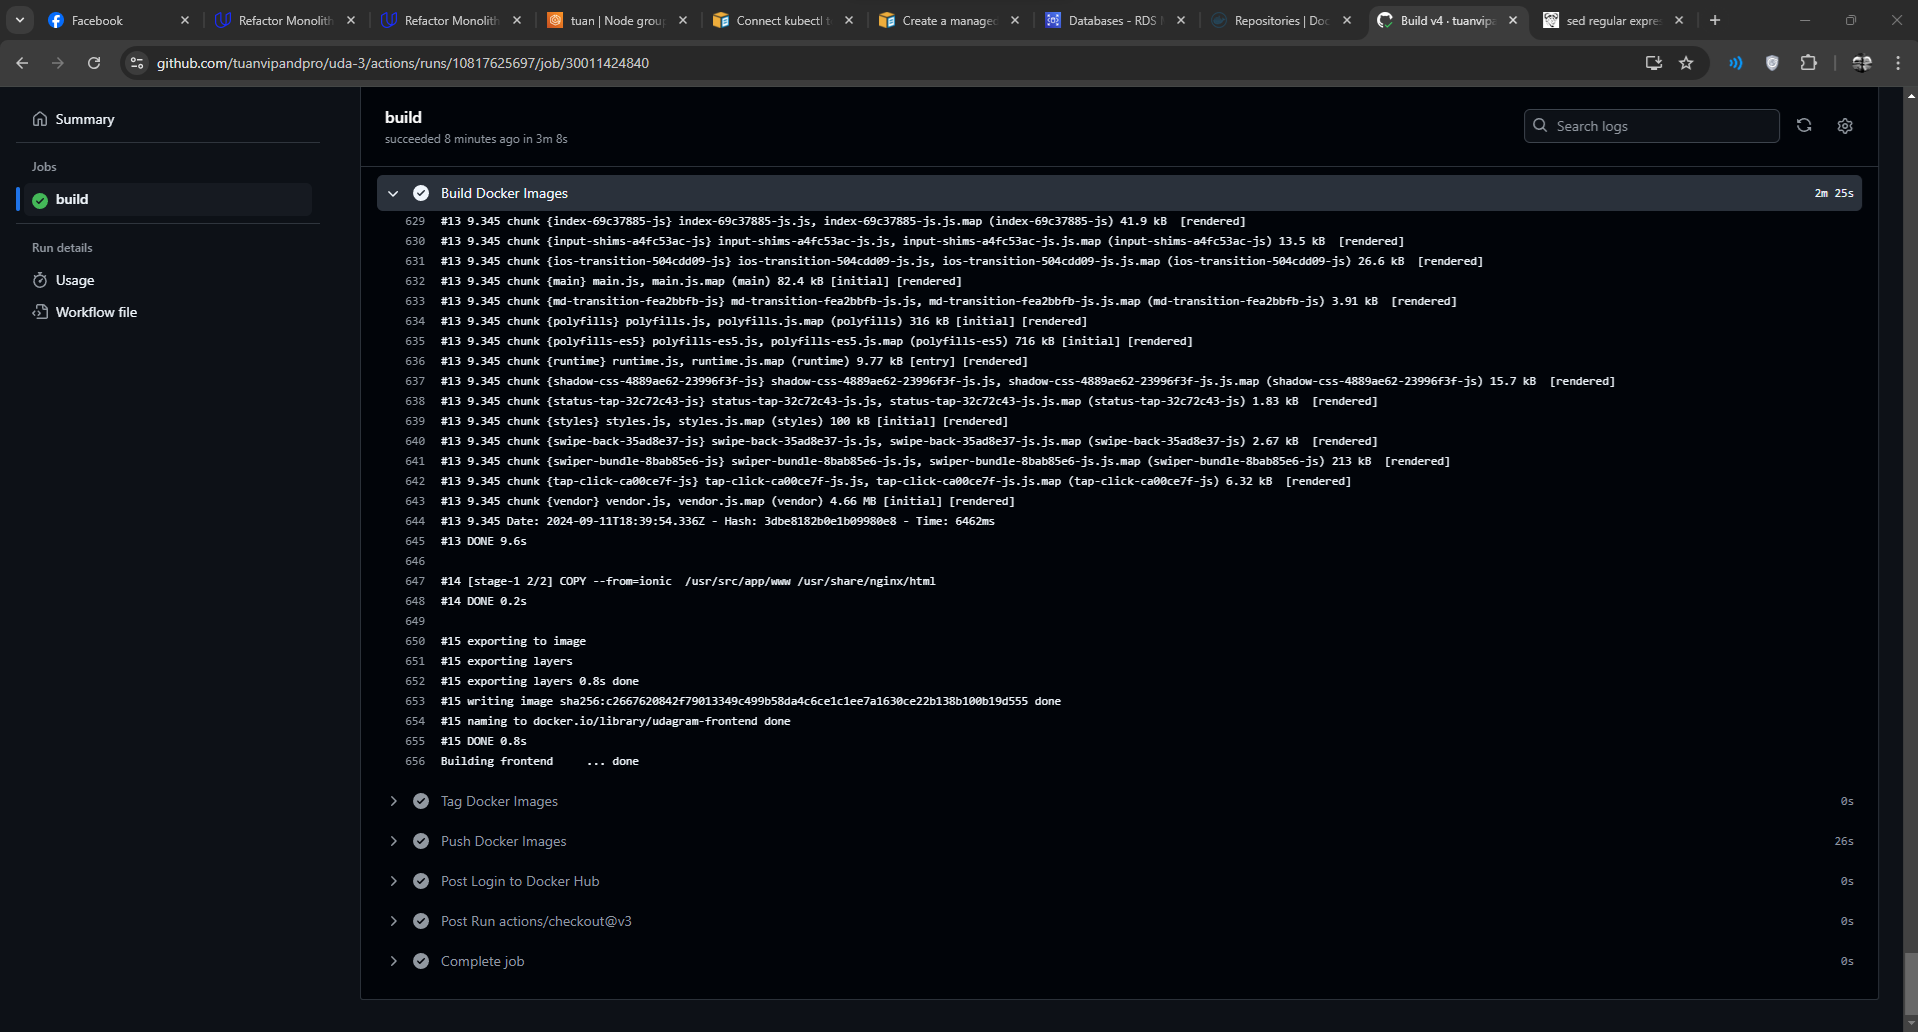 Facebook
Refactor Monolith
Refactor Monolith
tuan | Node group
Connect kubectl t
Create a managed
Databases - RDS
Repositories | Doc
Build v4 · tuanvipa
sed regular expre
github.com/tuanvipandpro/uda-3/actions/runs/10817625697/job/30011424840
Summary
Jobs
build
Run details
Usage
Workflow file
build
succeeded 8 minutes ago in 3m 8s
Search logs
Build Docker Images 2m 25s
629 #13 9.345 chunk {index-69c37885-js} index-69c37885-js.js, index-69c37885-js.js.map (index-69c37885-js) 41.9 kB [rendered]
630 #13 9.345 chunk {input-shims-a4fc53ac-js} input-shims-a4fc53ac-js.js, input-shims-a4fc53ac-js.js.map (input-shims-a4fc53ac-js) 13.5 kB [rendered]
631 #13 9.345 chunk {ios-transition-504cdd09-js} ios-transition-504cdd09-js.js, ios-transition-504cdd09-js.js.map (ios-transition-504cdd09-js) 26.6 kB [rendered]
632 #13 9.345 chunk {main} main.js, main.js.map (main) 82.4 kB [initial] [rendered]
633 #13 9.345 chunk {md-transition-fea2bbfb-js} md-transition-fea2bbfb-js.js, md-transition-fea2bbfb-js.js.map (md-transition-fea2bbfb-js) 3.91 kB [rendered]
634 #13 9.345 chunk {polyfills} polyfills.js, polyfills.js.map (polyfills) 316 kB [initial] [rendered]
635 #13 9.345 chunk {polyfills-es5} polyfills-es5.js, polyfills-es5.js.map (polyfills-es5) 716 kB [initial] [rendered]
636 #13 9.345 chunk {runtime} runtime.js, runtime.js.map (runtime) 9.77 kB [entry] [rendered]
637 #13 9.345 chunk {shadow-css-4889ae62-23996f3f-js} shadow-css-4889ae62-23996f3f-js.js, shadow-css-4889ae62-23996f3f-js.js.map (shadow-css-4889ae62-23996f3f-js) 15.7 kB [rendered]
638 #13 9.345 chunk {status-tap-32c72c43-js} status-tap-32c72c43-js.js, status-tap-32c72c43-js.js.map (status-tap-32c72c43-js) 1.83 kB [rendered]
639 #13 9.345 chunk {styles} styles.js, styles.js.map (styles) 100 kB [initial] [rendered]
640 #13 9.345 chunk {swipe-back-35ad8e37-js} swipe-back-35ad8e37-js.js, swipe-back-35ad8e37-js.js.map (swipe-back-35ad8e37-js) 2.67 kB [rendered]
641 #13 9.345 chunk {swiper-bundle-8bab85e6-js} swiper-bundle-8bab85e6-js.js, swiper-bundle-8bab85e6-js.js.map (swiper-bundle-8bab85e6-js) 213 kB [rendered]
642 #13 9.345 chunk {tap-click-ca00ce7f-js} tap-click-ca00ce7f-js.js, tap-click-ca00ce7f-js.js.map (tap-click-ca00ce7f-js) 6.32 kB [rendered]
643 #13 9.345 chunk {vendor} vendor.js, vendor.js.map (vendor) 4.66 MB [initial] [rendered]
644 #13 9.345 Date: 2024-09-11T18:39:54.336Z - Hash: 3dbe8182b0e1b09980e8 - Time: 6462ms
645 #13 DONE 9.6s
646
647 #14 [stage-1 2/2] COPY --from=ionic /usr/src/app/www /usr/share/nginx/html
648 #14 DONE 0.2s
649
650 #15 exporting to image
651 #15 exporting layers
652 #15 exporting layers 0.8s done
653 #15 writing image sha256:c2667620842f79013349c499b58da4c6ce1c1ee7a1630ce22b138b100b19d555 done
654 #15 naming to docker.io/library/udagram-frontend done
655 #15 DONE 0.8s
656 Building frontend ... done
Tag Docker Images 0s
Push Docker Images 26s
Post Login to Docker Hub 0s
Post Run actions/checkout@v3 0s
Complete job 0s